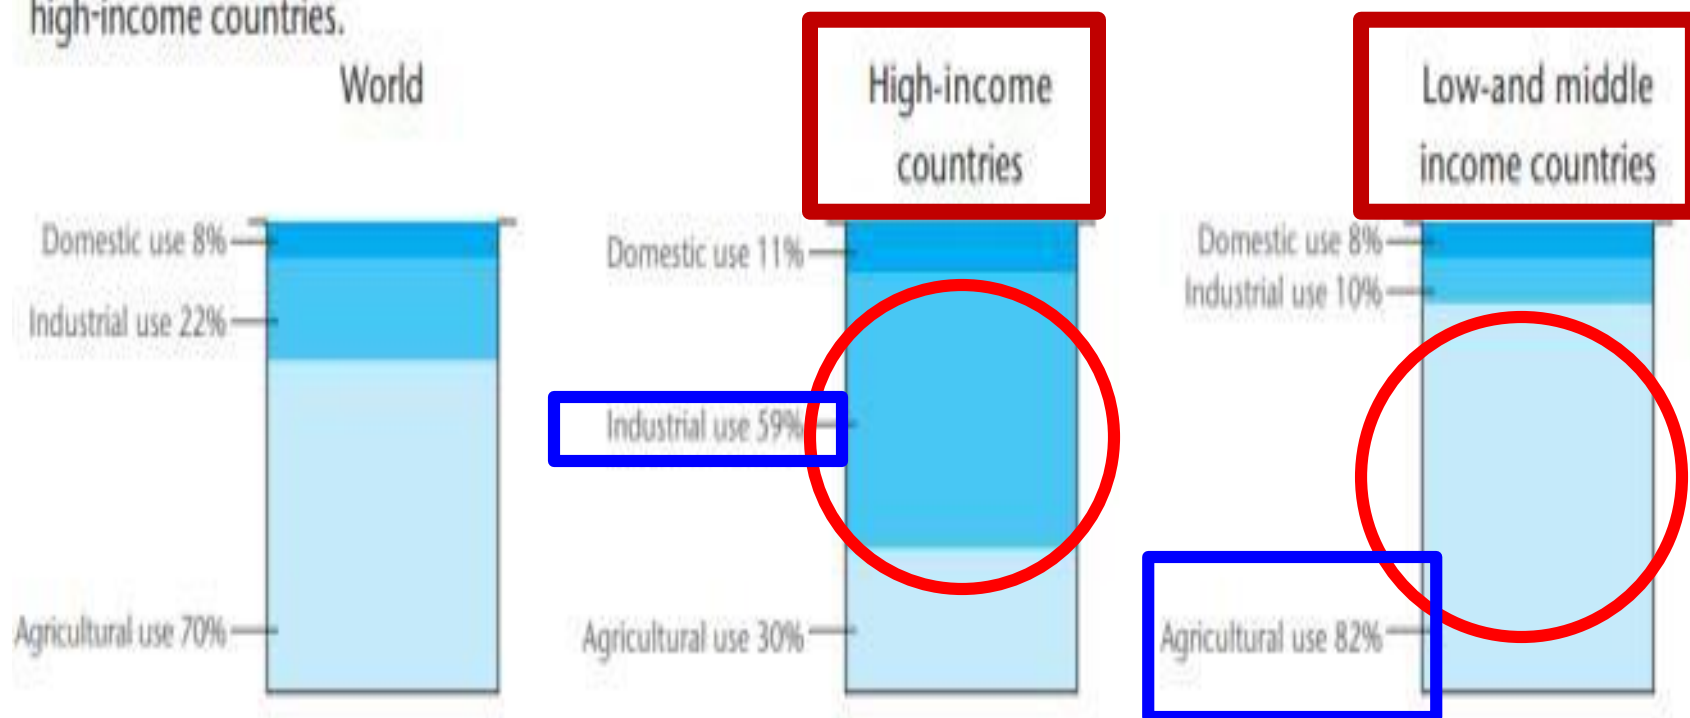 high-income countries.
World
Domestic use 8%
Industrial use 22%
Agricultural use 70%
High-income
countries
Domestic use 11%
Industrial use 59%
Agricultural use 30%
Low-and middle
income countries
Domestic use 8%
Industrial use 10%
Agricultural use 82%